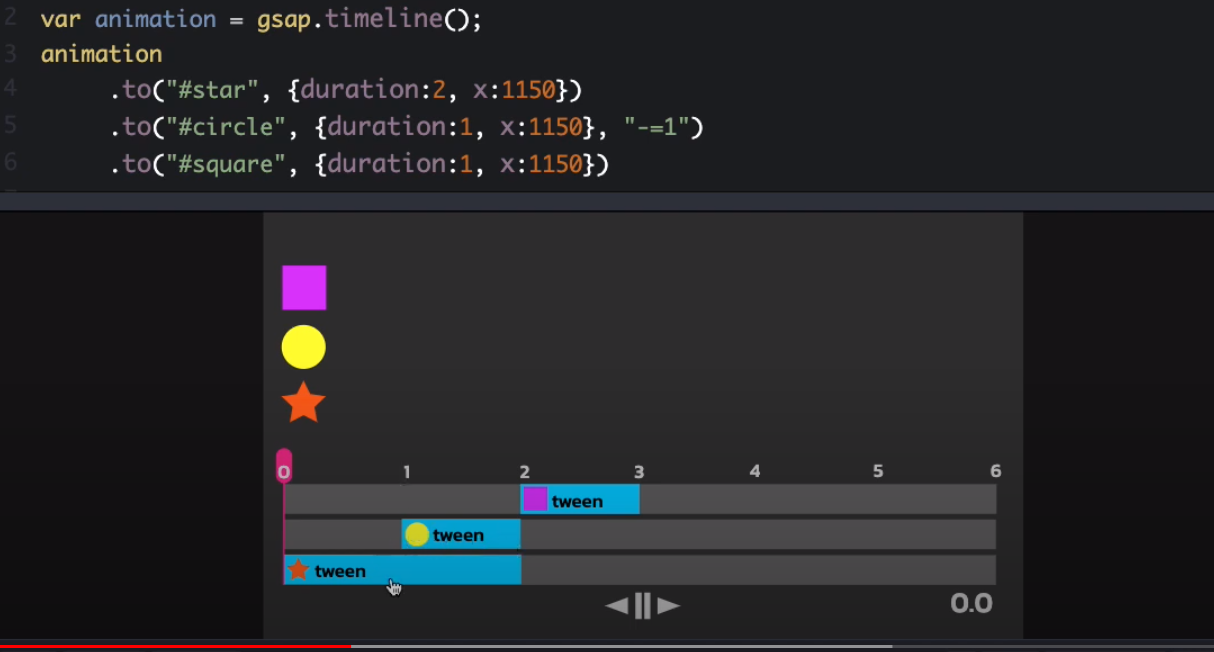 2 var animation = gsap.timeline();
3 animation
4 .to("#star", {duration:2, x:1150})
5 .to("#circle", {duration:1, x:1150}, "-=1")
6 .to("#square", {duration:1, x:1150})
0 1 2 3 4 5 6
tween
tween
tween
0.0